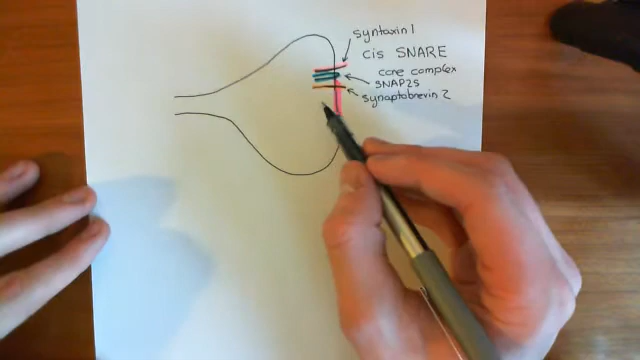 syntaxin 1
cis SNARE
core complex
SNAP25
synaptobrevin 2